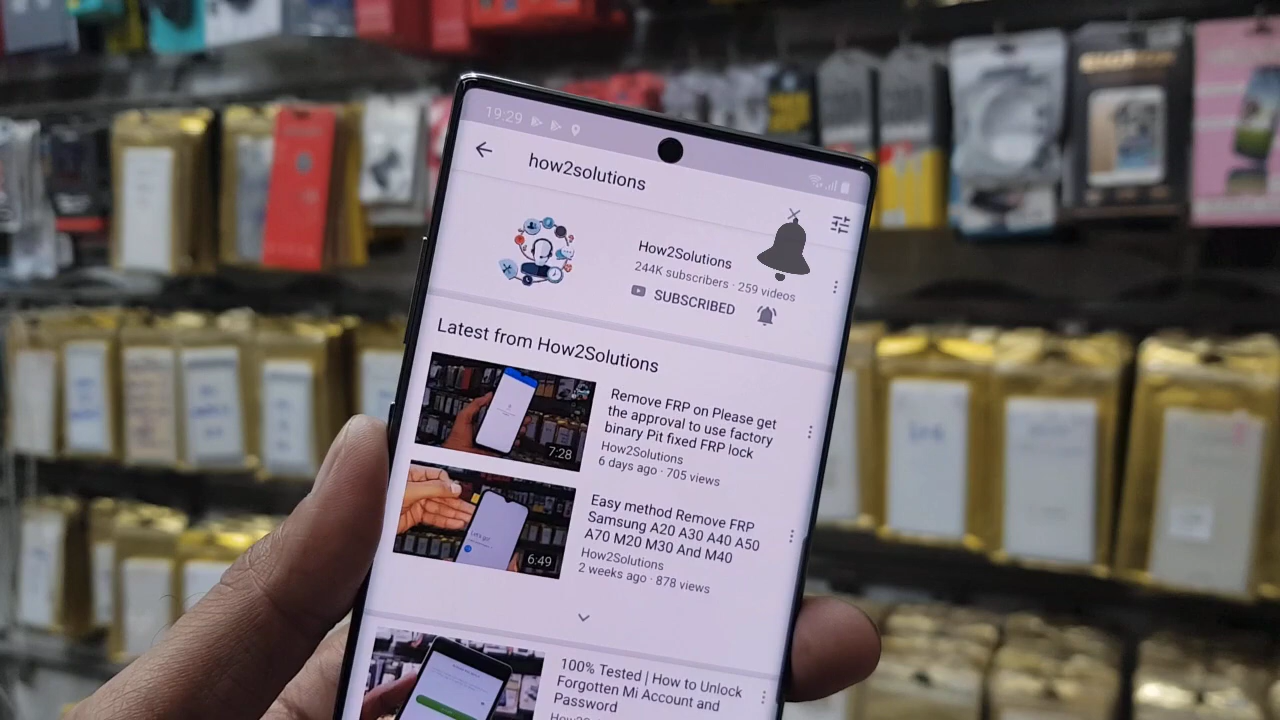 19:29
how2solutions
How2Solutions
244K subscribers · 259 videos
SUBSCRIBED
Latest from How2Solutions
Remove FRP on Please get
the approval to use factory
binary Pit fixed FRP lock
How2Solutions
6 days ago · 705 views
7:28
Easy method Remove FRP
Samsung A20 A30 A40 A50
A70 M20 M30 And M40
How2Solutions
2 weeks ago · 878 views
6:49
100% Tested | How to Unlock
Forgotten Mi Account and
Password